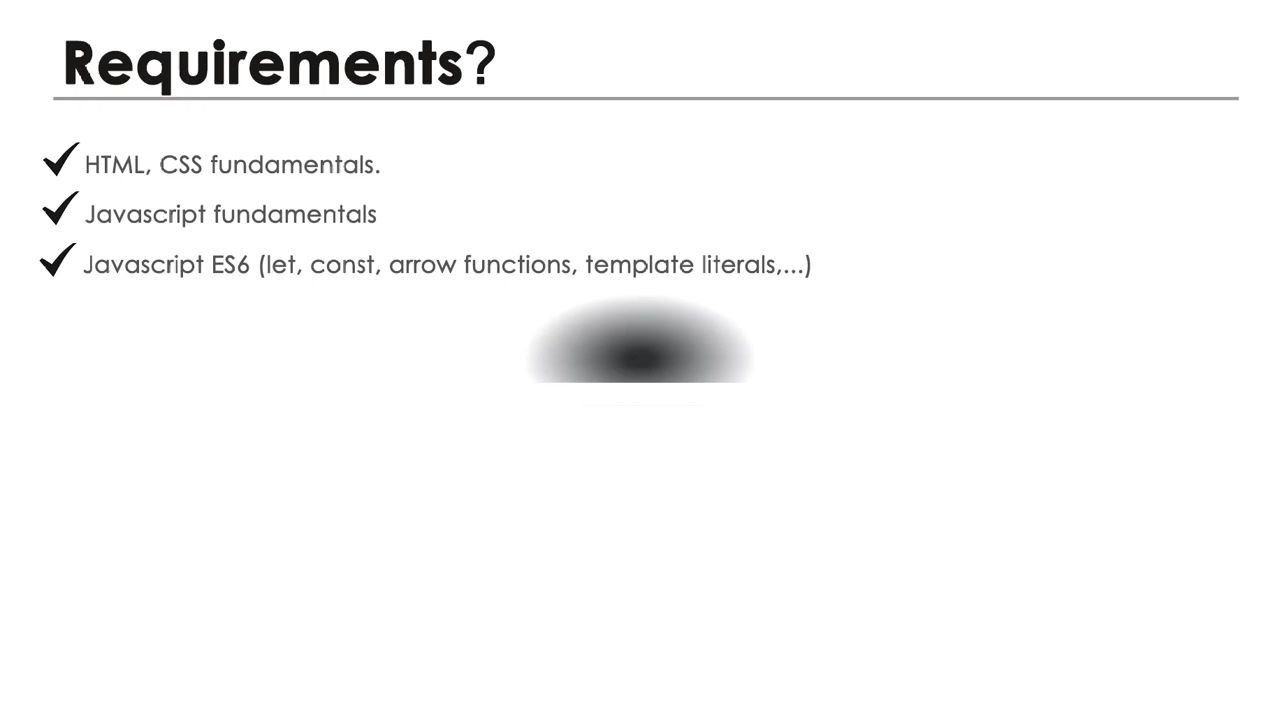 Requirements?
HTML, CSS fundamentals.
Javascript fundamentals
Javascript ES6 (let, const, arrow functions, template literals,...)